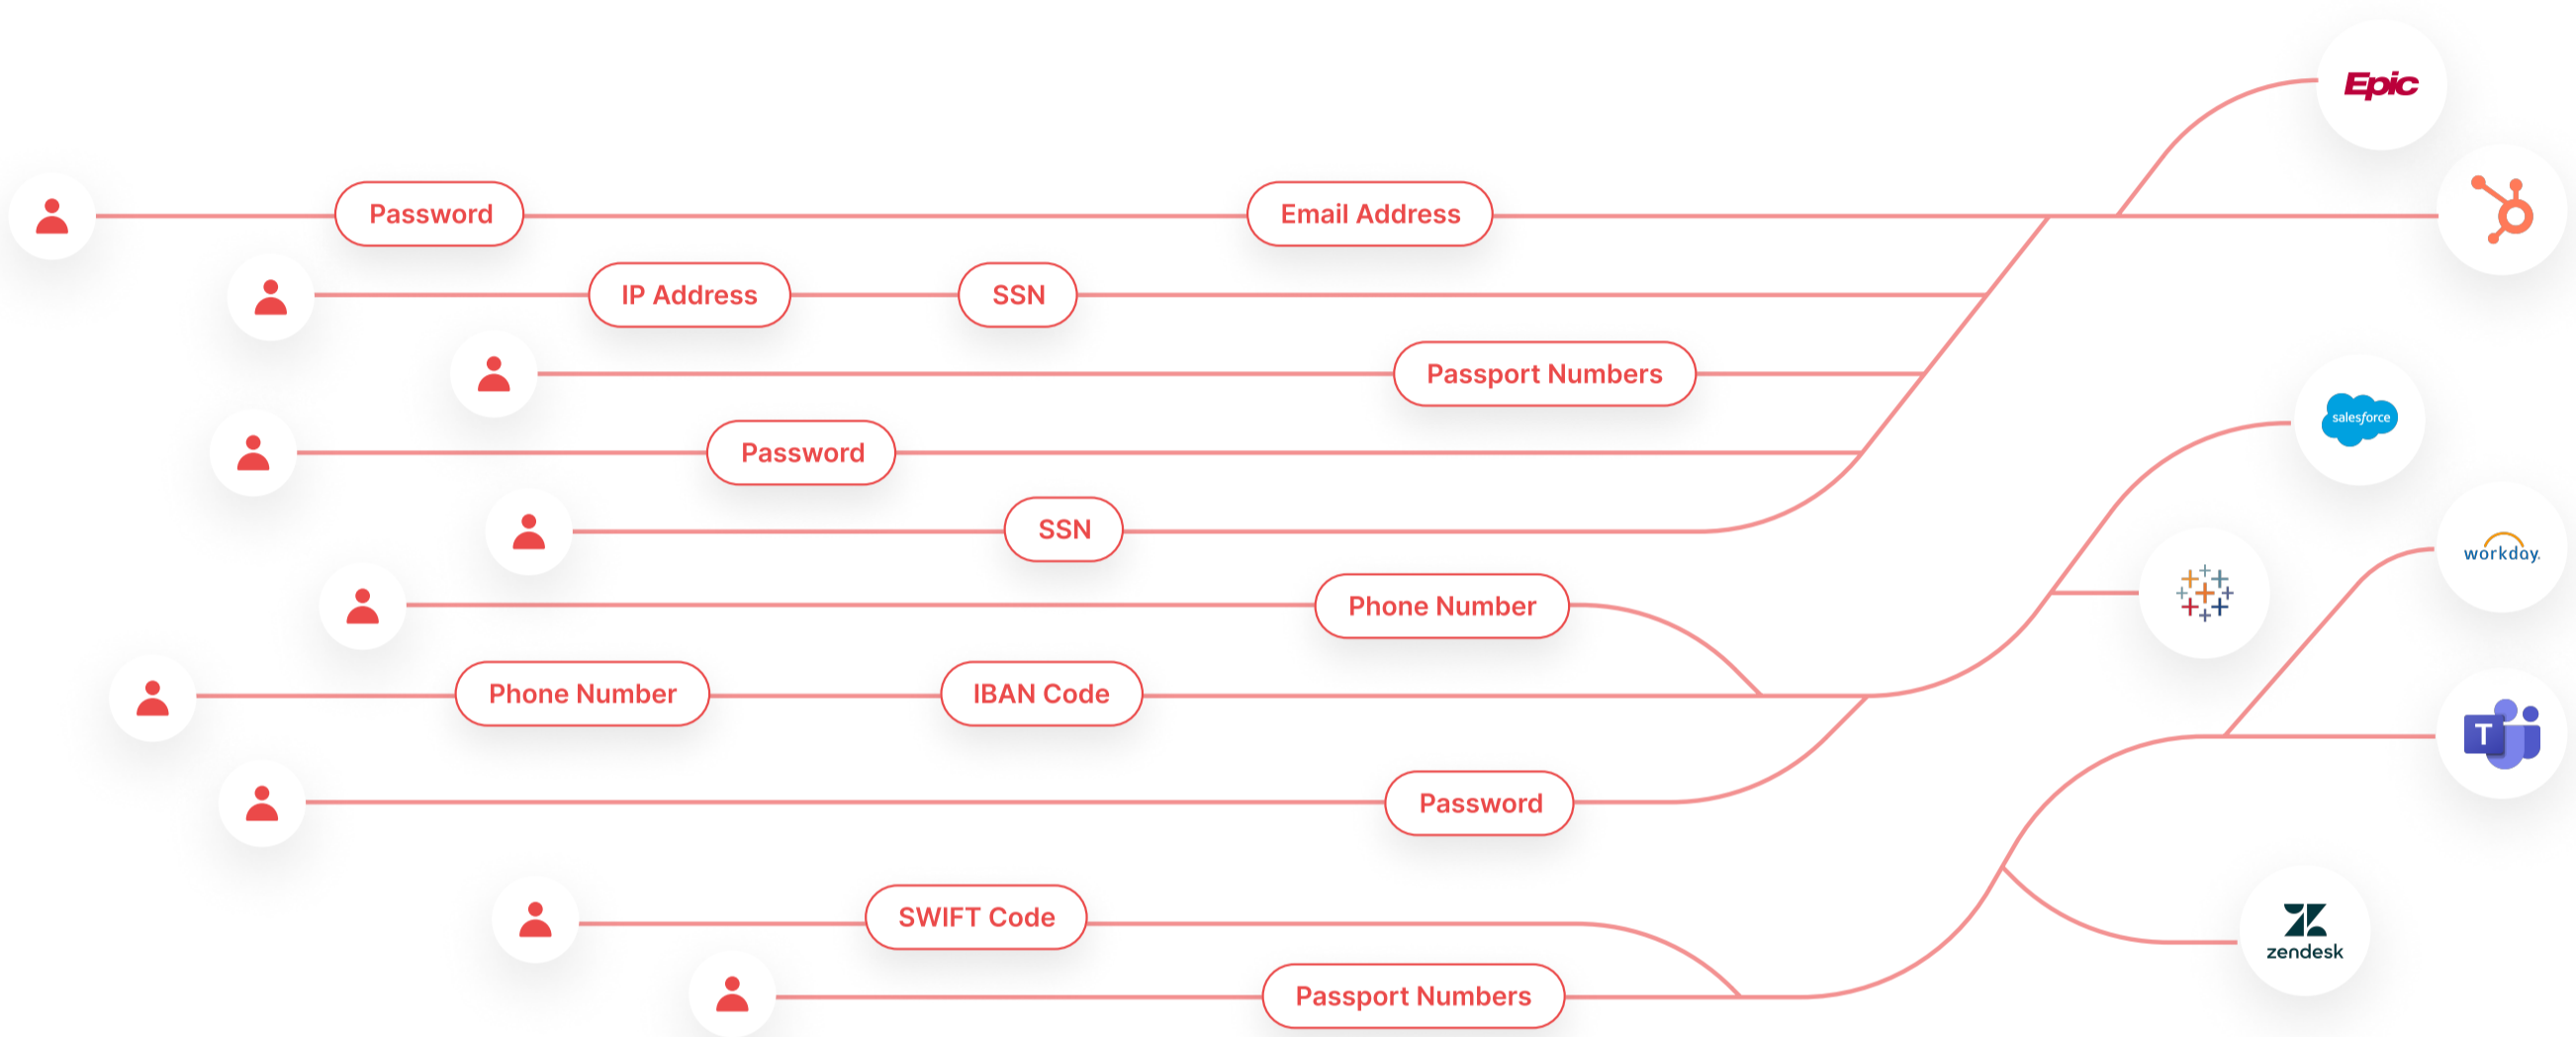 Epic
Password
Email Address
IP Address
SSN
Passport Numbers
salesforce
Password
SSN
workday.
Phone Number
Phone Number
IBAN Code
T
Password
SWIFT Code
zendesk
Passport Numbers